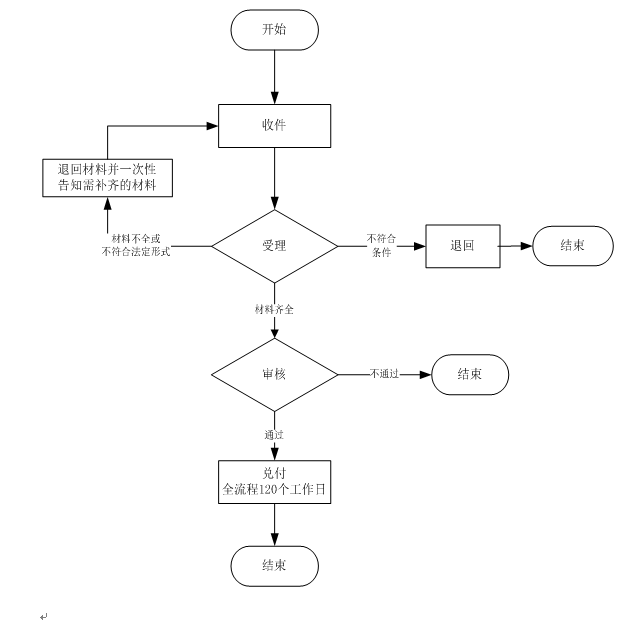 开始
收件
退回材料并一次性
告知需补齐的材料
材料不全或
不符合法定形式
受理
不符合
条件
退回
结束
材料齐全
审核
不通过
结束
通过
兑付
全流程120个工作日
结束